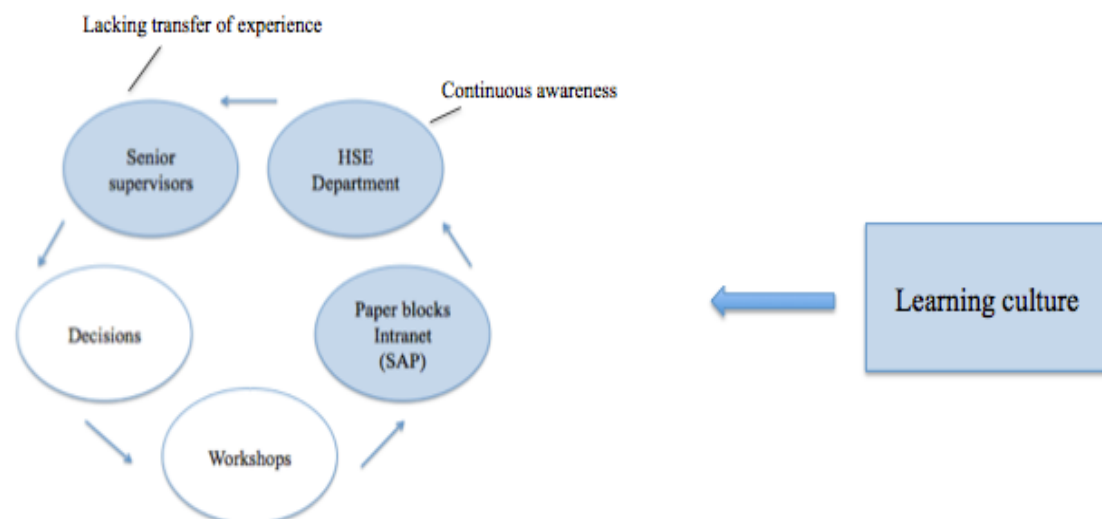 Lacking transfer of experience
Continuous awareness
Senior
supervisors
HSE
Department
Decisions
Paper blocks
Intranet
(SAP)
Workshops
Learning culture